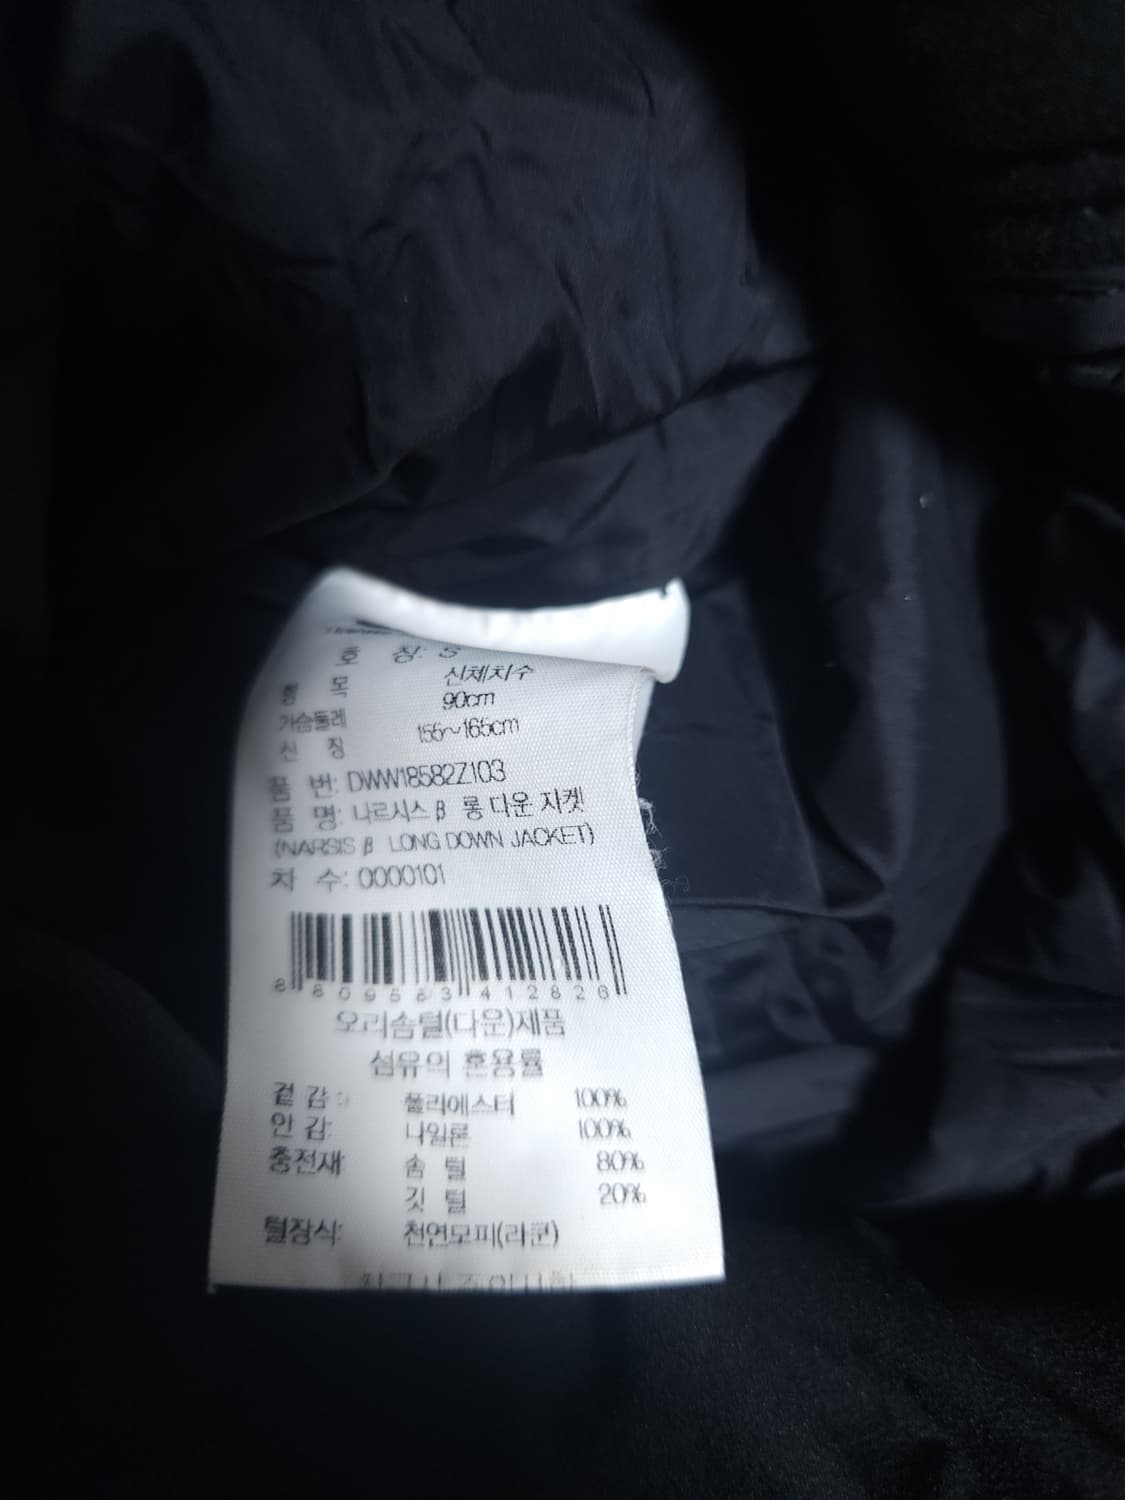 호 칭: S
항 목 신체치수
가슴둘레 90cm
신 장 155~165cm
품 번: DWW18582Z103
품 명: 나르시스 β 롱 다운 자켓
(NARSIS β LONG DOWN JACKET)
차 수: 0000101
8 809583 412826
오리솜털(다운)제품
섬유의 혼용률
겉 감: 폴리에스터 100%
안 감: 나일론 100%
충전재: 솜 털 80%
깃 털 20%
털장식: 천연모피(라쿤)